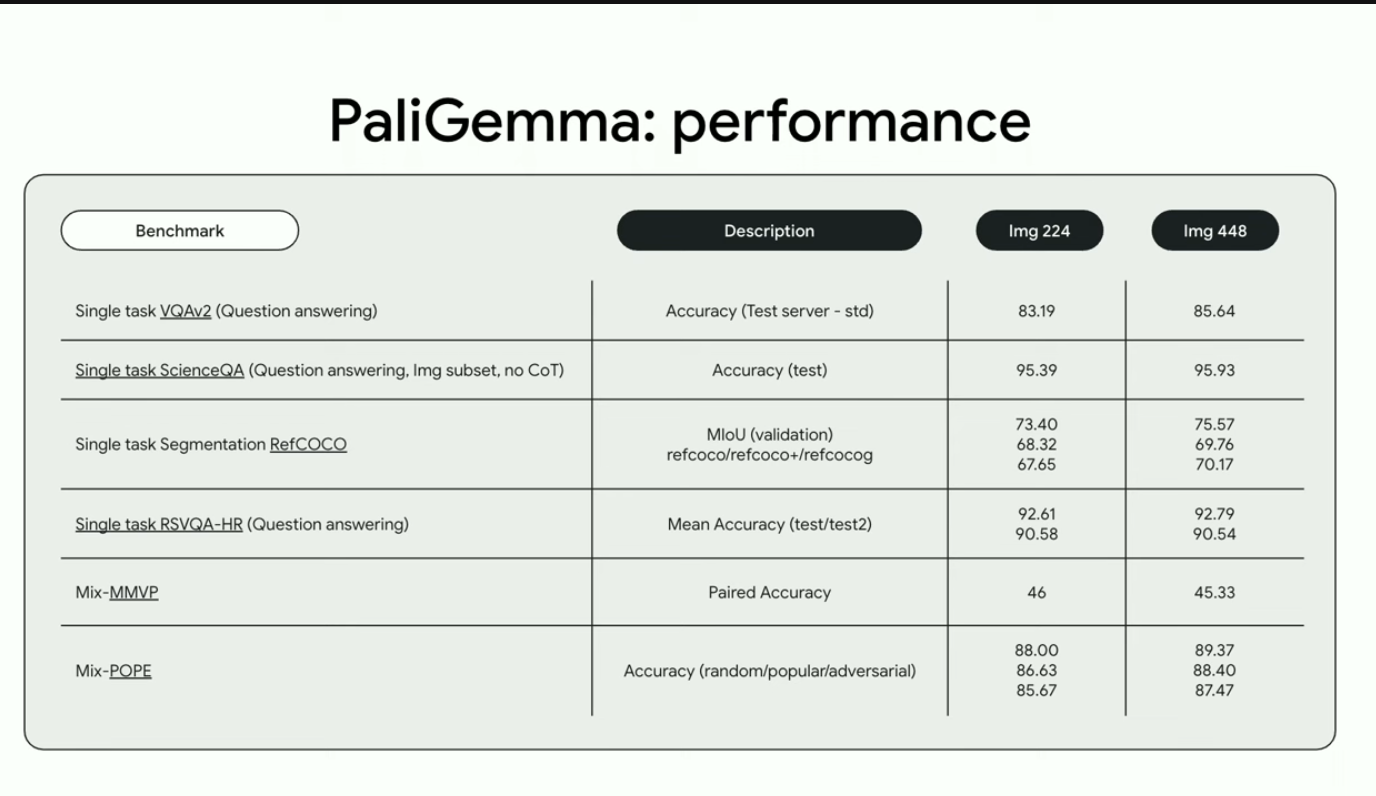 PaliGemma: performance
Benchmark Description Img 224 Img 448
Single task VQAv2 (Question answering) Accuracy (Test server - std) 83.19 85.64
Single task ScienceQA (Question answering, Img subset, no CoT) Accuracy (test) 95.39 95.93
Single task Segmentation RefCOCO
MIoU (validation)
refcoco/refcoco+/refcocog
73.40 75.57
68.32 69.76
67.65 70.17
Single task RSVQA-HR (Question answering) Mean Accuracy (test/test2)
92.61 92.79
90.58 90.54
Mix-MMVP Paired Accuracy 46 45.33
Mix-POPE Accuracy (random/popular/adversarial)
88.00 89.37
86.63 88.40
85.67 87.47